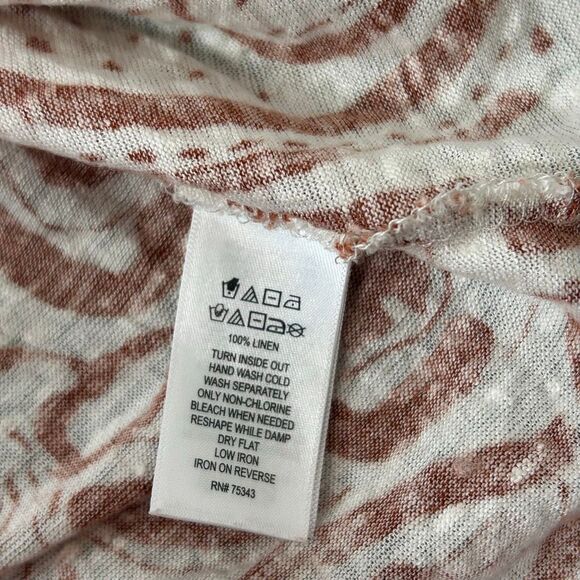 100% LINEN
TURN INSIDE OUT
HAND WASH COLD
WASH SEPARATELY
ONLY NON-CHLORINE
BLEACH WHEN NEEDED
RESHAPE WHILE DAMP
DRY FLAT
LOW IRON
IRON ON REVERSE
RN# 75343